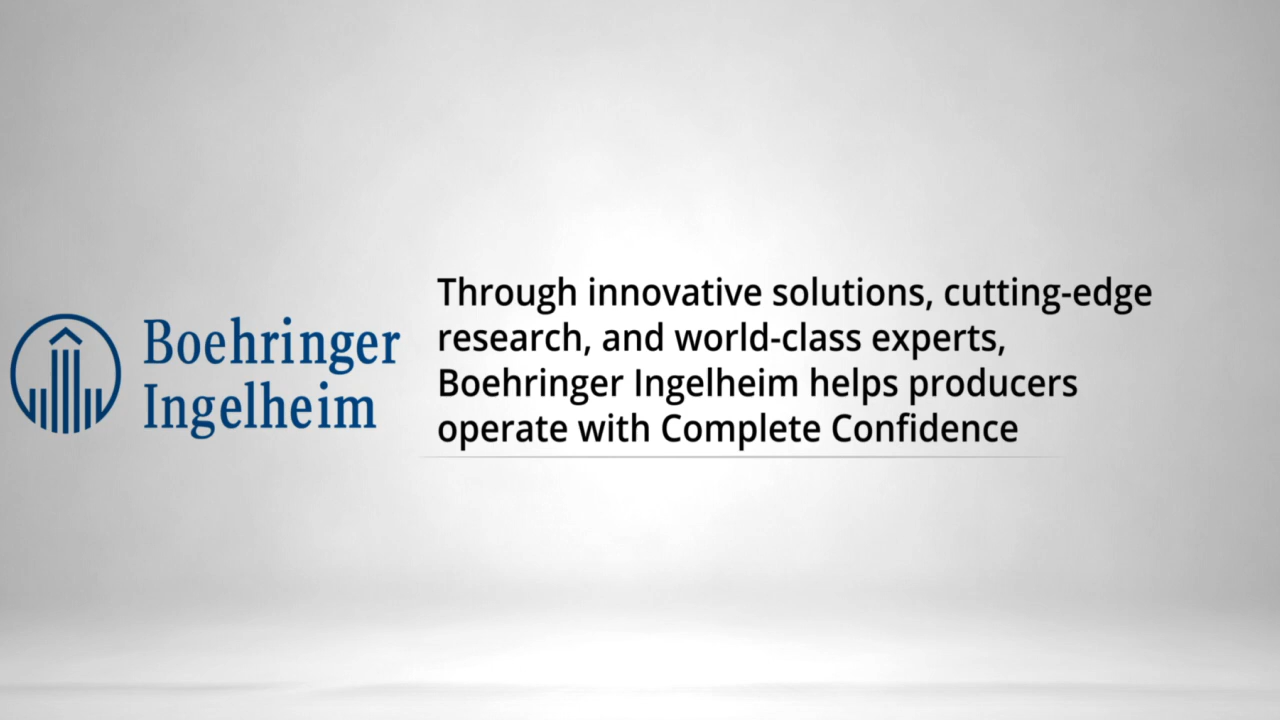 Boehringer
Ingelheim
Through innovative solutions, cutting-edge
research, and world-class experts,
Boehringer Ingelheim helps producers
operate with Complete Confidence